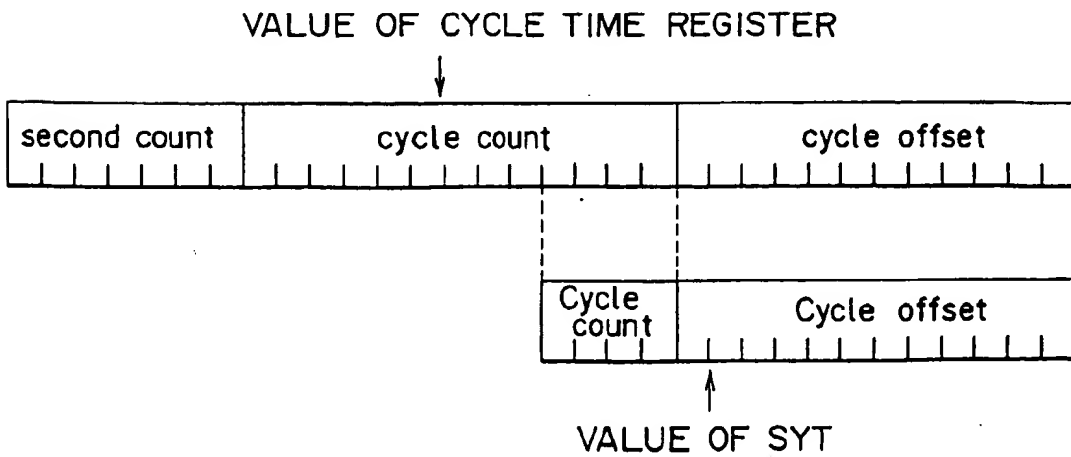 VALUE OF CYCLE TIME REGISTER
second count cycle count cycle offset
Cycle count Cycle offset
VALUE OF SYT